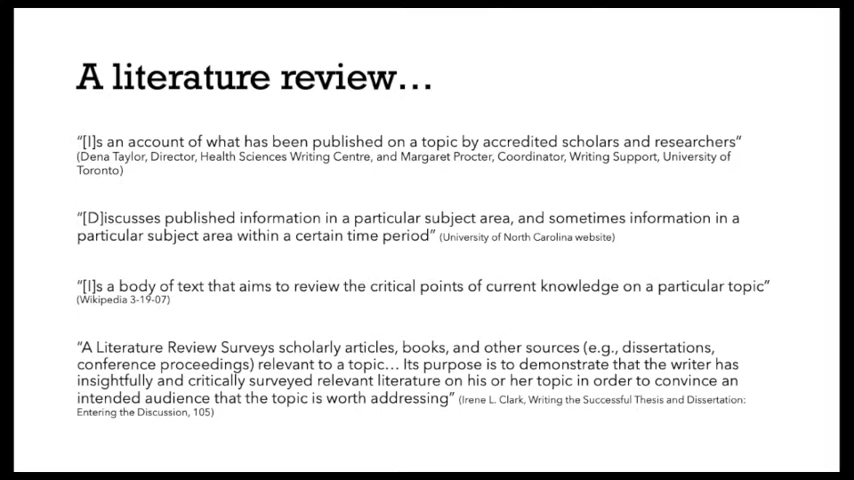 A literature review...
"[I]s an account of what has been published on a topic by accredited scholars and researchers"
(Dena Taylor, Director, Health Sciences Writing Centre, and Margaret Procter, Coordinator, Writing Support, University of
Toronto)
"[D]iscusses published information in a particular subject area, and sometimes information in a
particular subject area within a certain time period" (University of North Carolina website)
"[I]s a body of text that aims to review the critical points of current knowledge on a particular topic"
(Wikipedia 3-19-07)
"A Literature Review Surveys scholarly articles, books, and other sources (e.g., dissertations,
conference proceedings) relevant to a topic... Its purpose is to demonstrate that the writer has
insightfully and critically surveyed relevant literature on his or her topic in order to convince an
intended audience that the topic is worth addressing" (Irene L. Clark, Writing the Successful Thesis and Dissertation:
Entering the Discussion, 105)